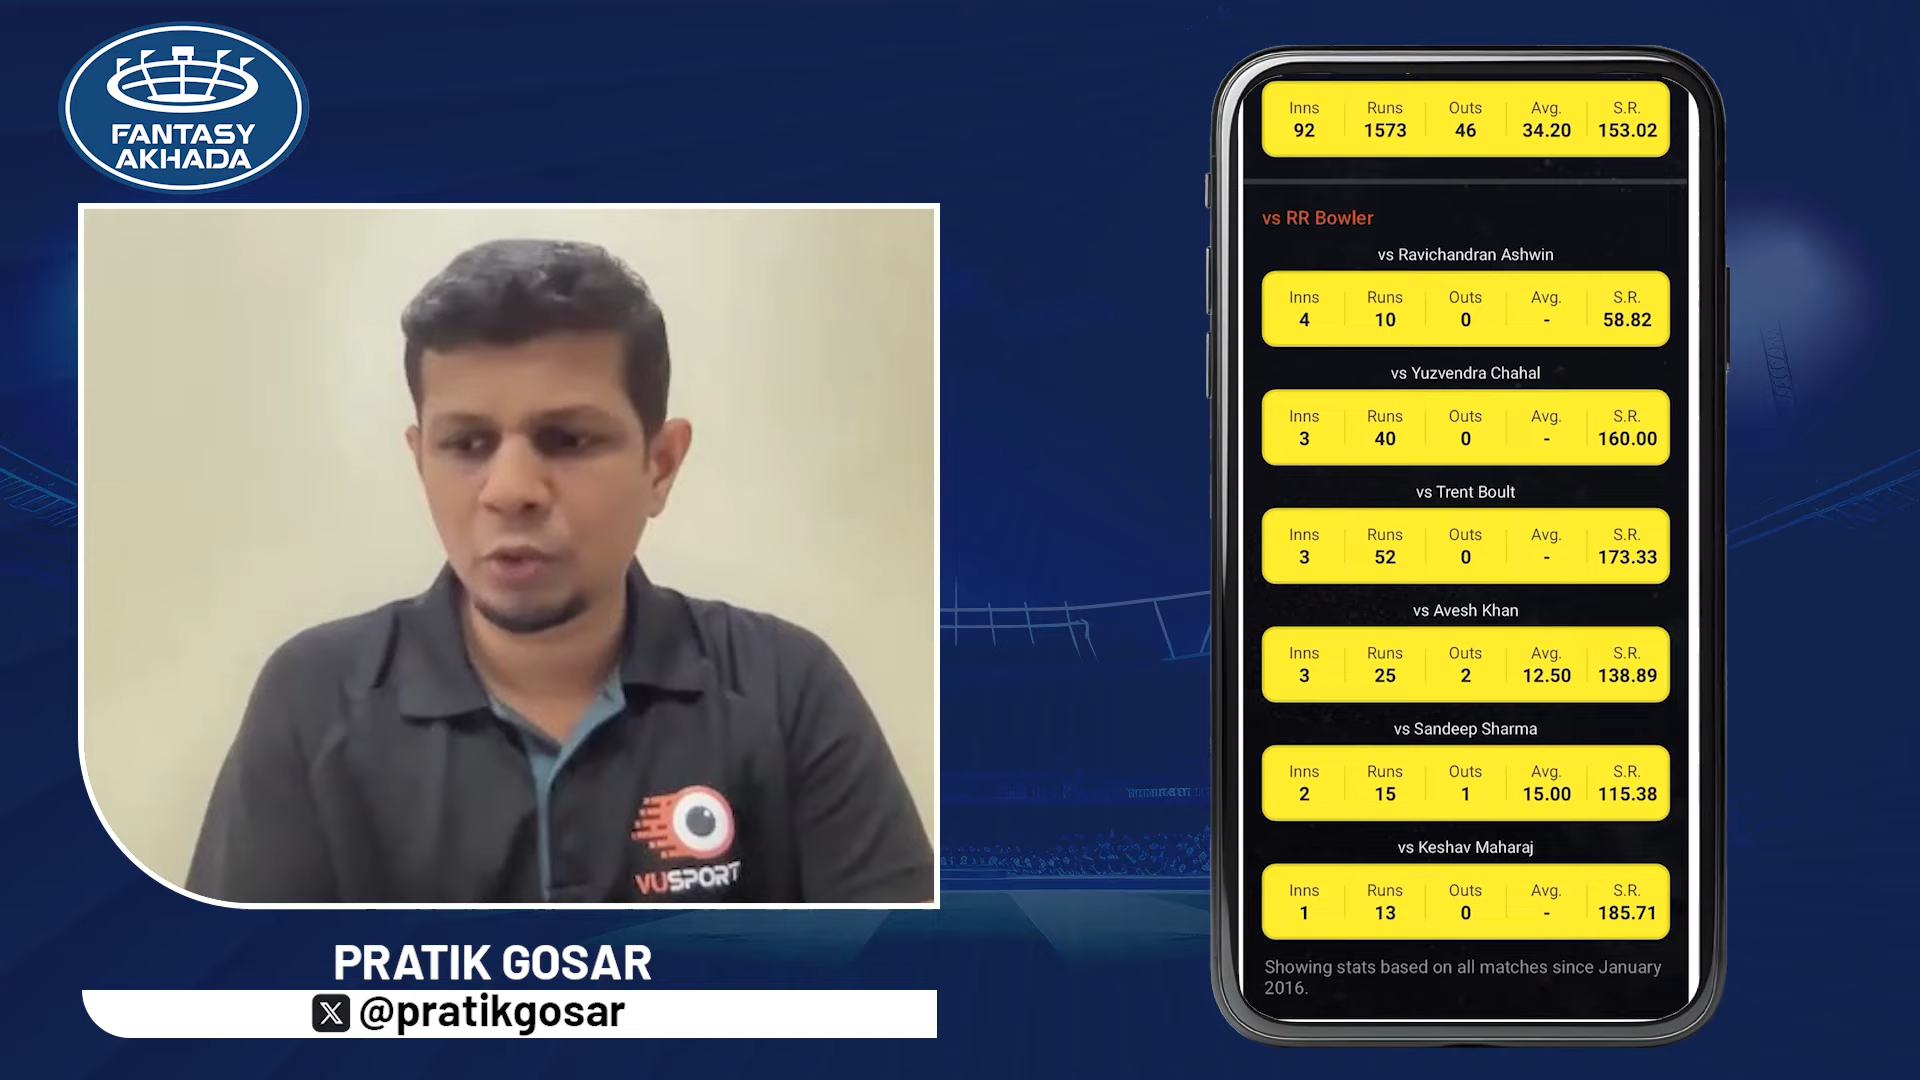 FANTASY
AKHADA
VUSPORT
PRATIK GOSAR
X @pratikgosar
Inns Runs Outs Avg. S.R.
92 1573 46 34.20 153.02
vs RR Bowler
vs Ravichandran Ashwin
Inns Runs Outs Avg. S.R.
4 10 0 - 58.82
vs Yuzvendra Chahal
Inns Runs Outs Avg. S.R.
3 40 0 - 160.00
vs Trent Boult
Inns Runs Outs Avg. S.R.
3 52 0 - 173.33
vs Avesh Khan
Inns Runs Outs Avg. S.R.
3 25 2 12.50 138.89
vs Sandeep Sharma
Inns Runs Outs Avg. S.R.
2 15 1 15.00 115.38
vs Keshav Maharaj
Inns Runs Outs Avg. S.R.
1 13 0 - 185.71
Showing stats based on all matches since January
2016.